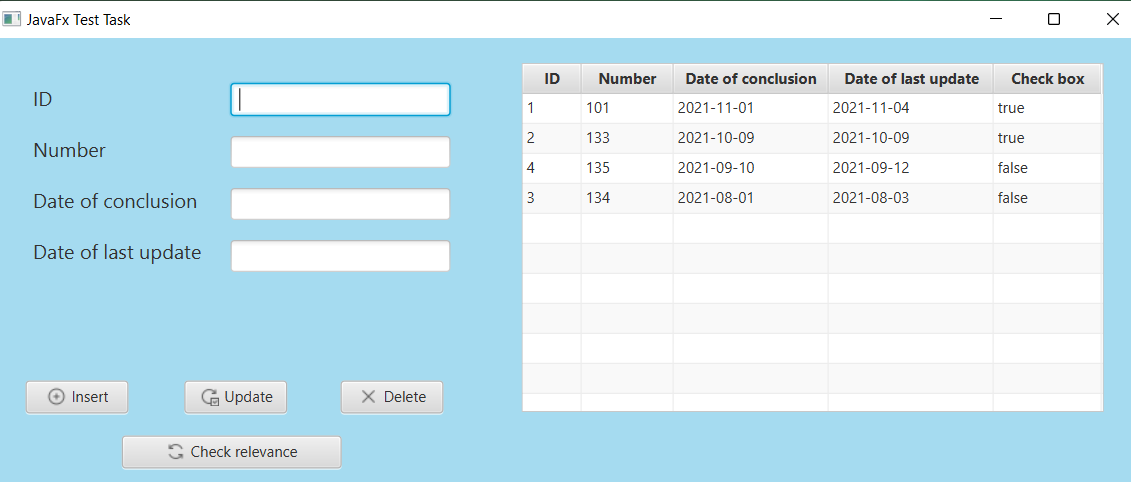 JavaFx Test Task
ID
Number
Date of conclusion
Date of last update
Insert Update Delete
Check relevance
ID Number Date of conclusion Date of last update Check box
1 101 2021-11-01 2021-11-04 true
2 133 2021-10-09 2021-10-09 true
4 135 2021-09-10 2021-09-12 false
3 134 2021-08-01 2021-08-03 false